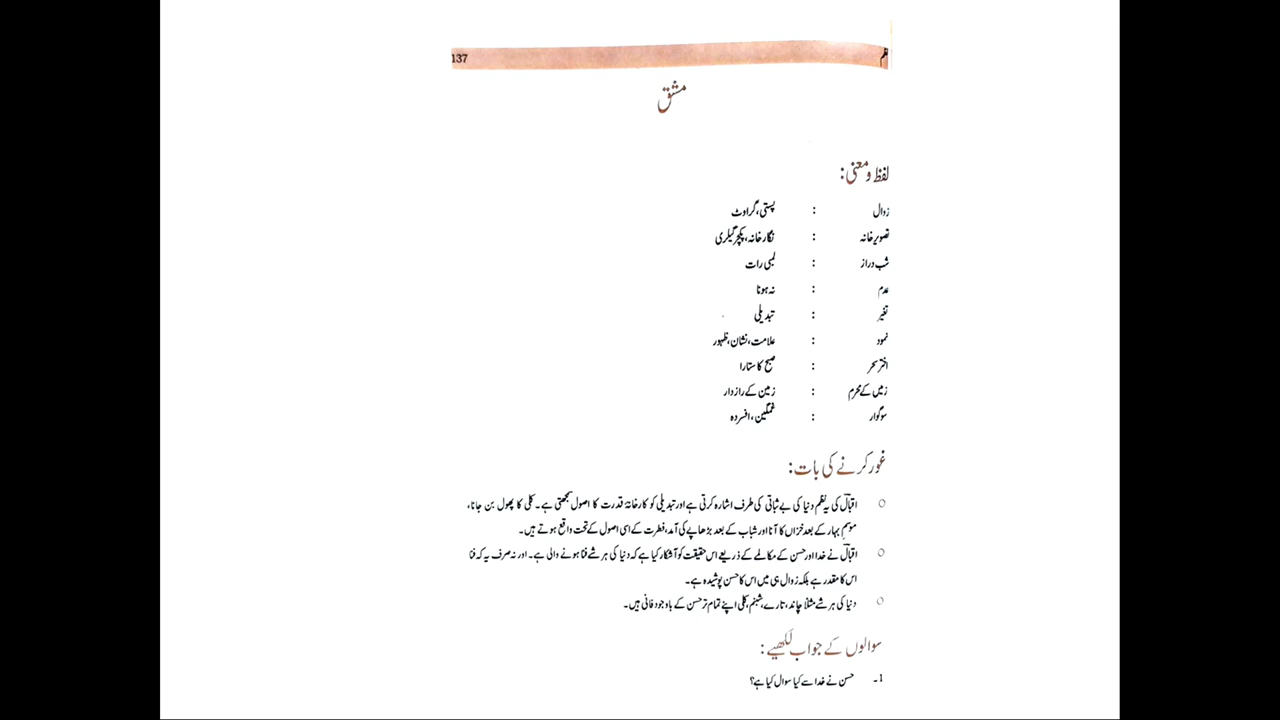 نظم 137
مشق
لفظ و معنی:
زوال : پستی، گراوٹ
تصویر خانہ : نگارخانہ، پکچر گیلری
شب دراز : لمبی رات
عدم : نہ ہونا
تغیر : تبدیلی
نمود : علامت، نشان، ظہور
اخترِ سحر : صبح کا ستارا
زمیں کے محرم : زمین کے راز دار
سوگوار : غمگین، افسردہ
غور کرنے کی بات:
○ اقبالؔ کی یہ نظم دنیا کی بے ثباتی کی طرف اشارہ کرتی ہے اور تبدیلی کو کارخانۂ قدرت کا اصول سمجھتی ہے۔ کلی کا پھول بن جانا،
موسمِ بہار کے بعد خزاں کا آنا اور شباب کے بعد بڑھاپے کی آمد، فطرت کے اسی اصول کے تحت واقع ہوتے ہیں۔
○ اقبالؔ نے خدا اور حسن کے مکالمے کے ذریعے اس حقیقت کو آشکار کیا ہے کہ دنیا کی ہر شے فنا ہونے والی ہے۔ اور نہ صرف یہ کہ فنا
اس کا مقدر ہے بلکہ زوال ہی میں اس کا حسن پوشیدہ ہے۔
○ دنیا کی ہر شے مثلاً چاند، تارے، شبنم، کلی اپنے تمام تر حسن کے باوجود فانی ہیں۔
سوالوں کے جواب لکھیے:
1۔ حسن نے خدا سے کیا سوال کیا ہے؟